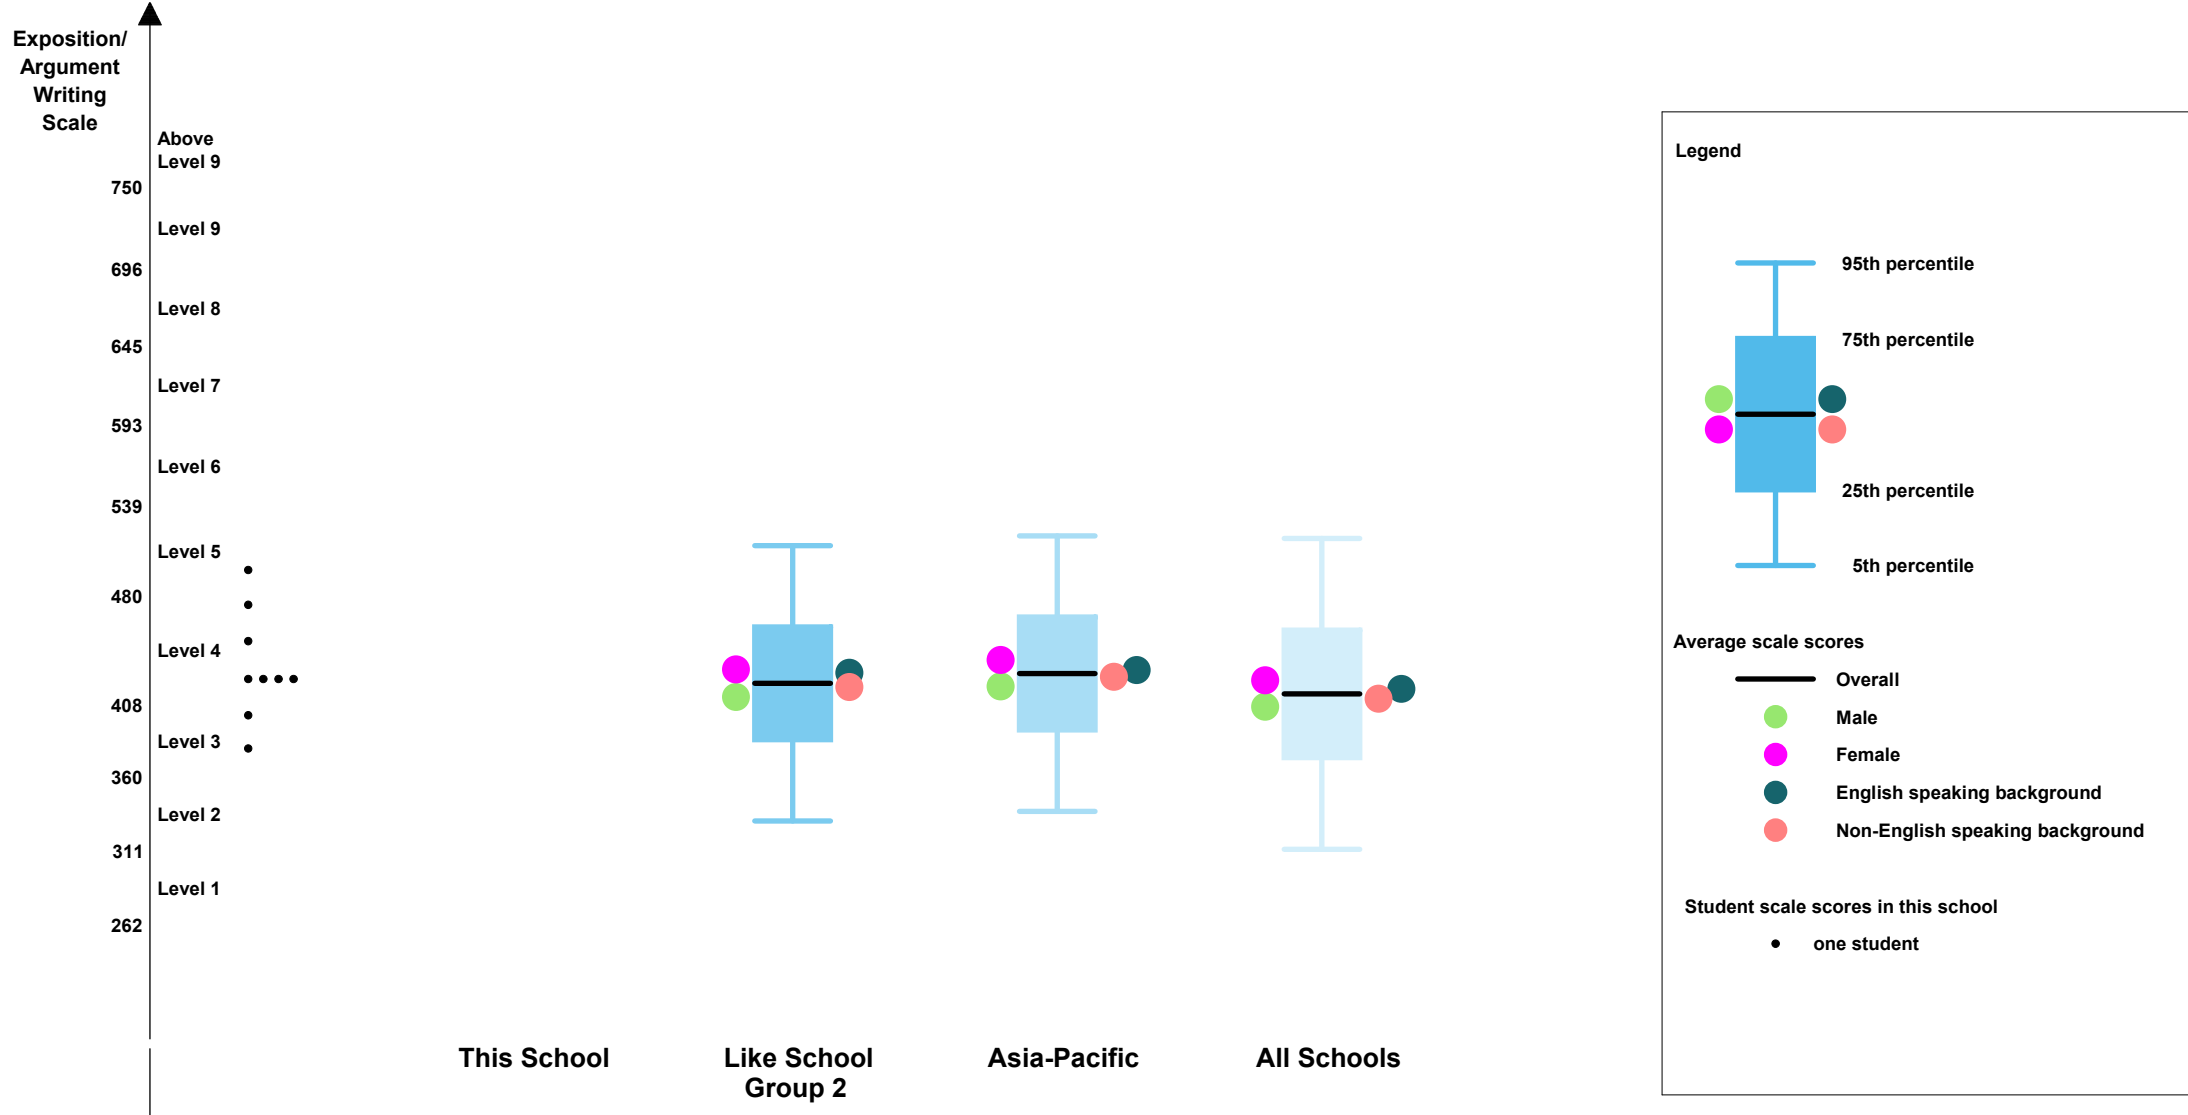 Exposition/
Argument
Writing
Scale
Above
Level 9
750
Level 9
696
Level 8
645
Level 7
593
Level 6
539
Level 5
480
Level 4
408
Level 3
360
Level 2
311
Level 1
262
This School
Like School
Group 2
Asia-Pacific
All Schools
Legend
95th percentile
75th percentile
25th percentile
5th percentile
Average scale scores
Overall
Male
Female
English speaking background
Non-English speaking background
Student scale scores in this school
one student